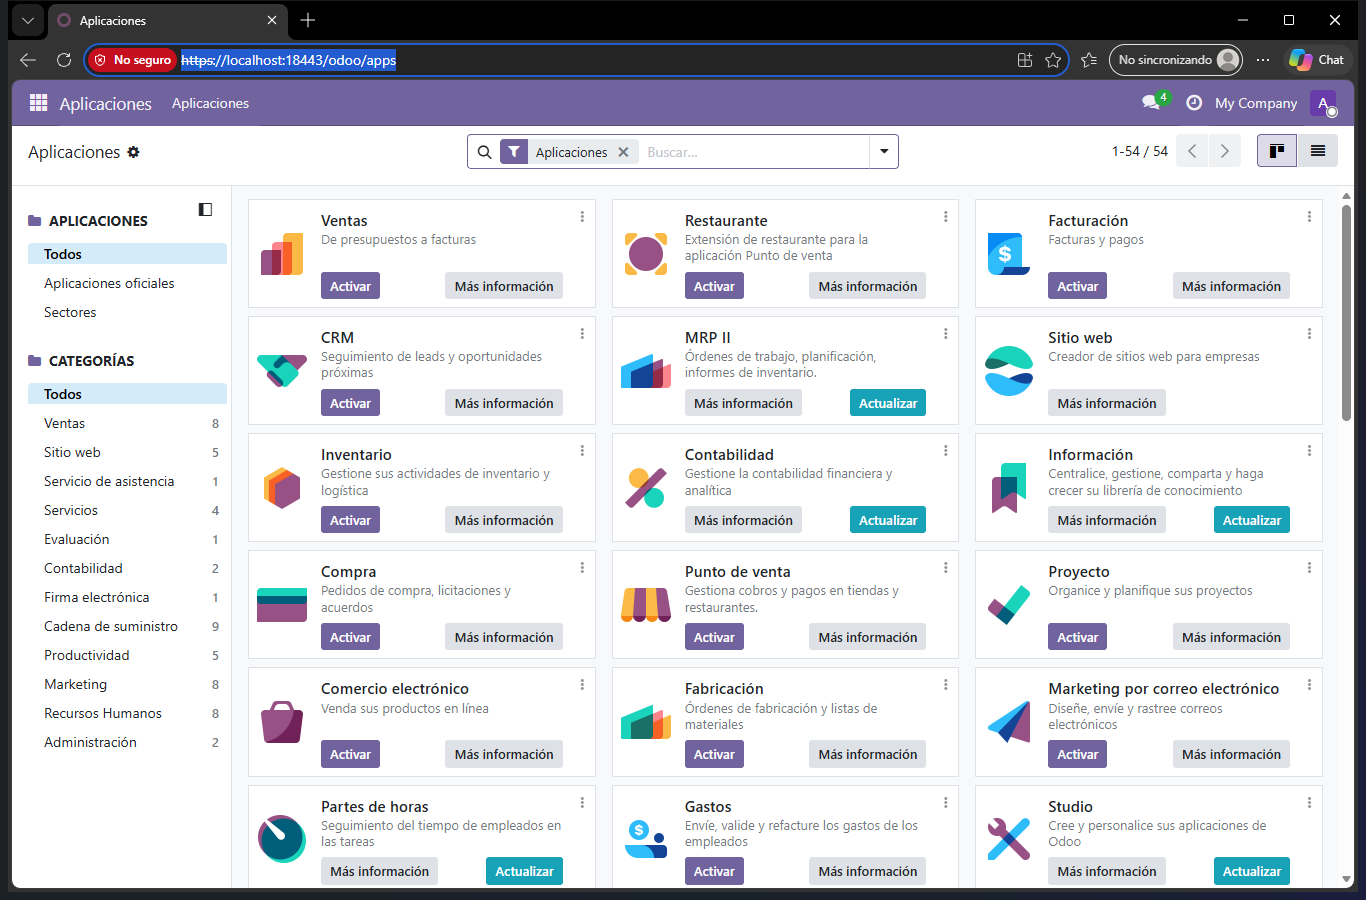 Aplicaciones
No seguro
https://localhost:18443/odoo/apps
No sincronizando
Chat
Aplicaciones
Aplicaciones
4
My Company
A
Aplicaciones
Aplicaciones
Buscar...
1-54 / 54
APLICACIONES
Todos
Aplicaciones oficiales
Sectores
CATEGORÍAS
Todos
Ventas 8
Sitio web 5
Servicio de asistencia 1
Servicios 4
Evaluación 1
Contabilidad 2
Firma electrónica 1
Cadena de suministro 9
Productividad 5
Marketing 8
Recursos Humanos 8
Administración 2
Ventas
De presupuestos a facturas
Activar
Más información
Restaurante
Extensión de restaurante para la
aplicación Punto de venta
Activar
Más información
$
Facturación
Facturas y pagos
Activar
Más información
CRM
Seguimiento de leads y oportunidades
próximas
Activar
Más información
MRP II
Órdenes de trabajo, planificación,
informes de inventario.
Más información
Actualizar
Sitio web
Creador de sitios web para empresas
Más información
Inventario
Gestione sus actividades de inventario y
logística
Activar
Más información
Contabilidad
Gestione la contabilidad financiera y
analítica
Más información
Actualizar
Información
Centralice, gestione, comparta y haga
crecer su librería de conocimiento
Más información
Actualizar
Compra
Pedidos de compra, licitaciones y
acuerdos
Activar
Más información
Punto de venta
Gestiona cobros y pagos en tiendas y
restaurantes.
Activar
Más información
Proyecto
Organice y planifique sus proyectos
Activar
Más información
Comercio electrónico
Venda sus productos en línea
Activar
Más información
Fabricación
Órdenes de fabricación y listas de
materiales
Activar
Más información
Marketing por correo electrónico
Diseñe, envíe y rastree correos
electrónicos
Activar
Más información
Partes de horas
Seguimiento del tiempo de empleados en
las tareas
Más información
Actualizar
$
Gastos
Envíe, valide y refacture los gastos de los
empleados
Activar
Más información
Studio
Cree y personalice sus aplicaciones de
Odoo
Más información
Actualizar